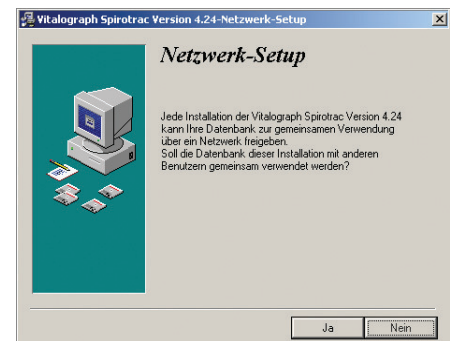 Vitalograph Spirotrac Version 4.24-Netzwerk-Setup
Netzwerk-Setup
Jede Installation der Vitalograph Spirotrac Version 4.24
kann Ihre Datenbank zur gemeinsamen Verwendung
über ein Netzwerk freigeben.
Soll die Datenbank dieser Installation mit anderen
Benutzern gemeinsam verwendet werden?
Ja
Nein